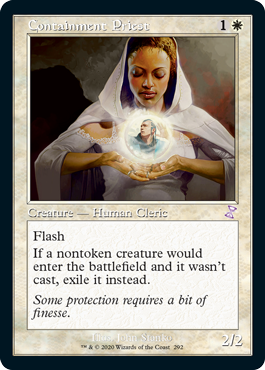 Containment Priest 1
Creature — Human Cleric
Flash
If a nontoken creature would
enter the battlefield and it wasn't
cast, exile it instead.
Some protection requires a bit of
finesse.
2/2
™ & © 2020 Wizards of the Coast 292